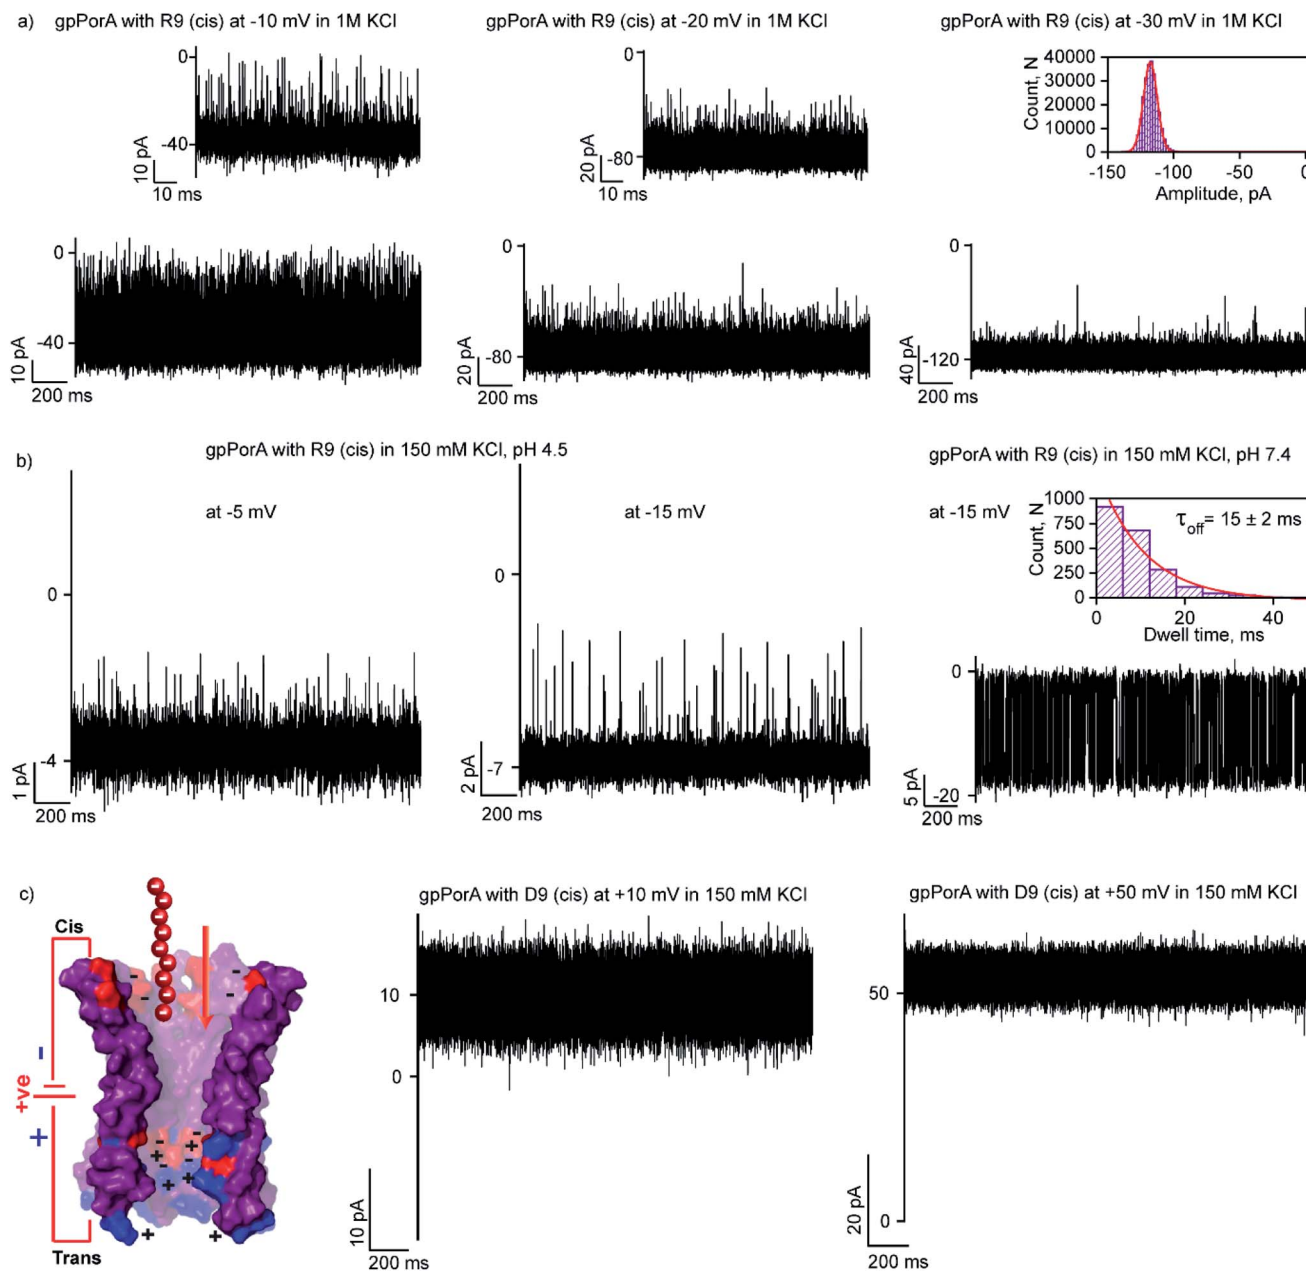 a)
gpPorA with R9 (cis) at -10 mV in 1M KCl
gpPorA with R9 (cis) at -20 mV in 1M KCl
gpPorA with R9 (cis) at -30 mV in 1M KCl
0
-40
10 pA
10 ms
0
-80
20 pA
10 ms
Count, N
40000
30000
20000
10000
0
-150 -100 -50 0
Amplitude, pA
0
-40
10 pA
200 ms
0
-80
20 pA
200 ms
0
-120
40 pA
200 ms
b)
gpPorA with R9 (cis) in 150 mM KCl, pH 4.5
gpPorA with R9 (cis) in 150 mM KCl, pH 7.4
at -5 mV
0
-4
1 pA
200 ms
at -15 mV
0
-7
2 pA
200 ms
at -15 mV
Count, N
1000
750
500
250
0
τoff= 15 ± 2 ms
0 20 40
Dwell time, ms
0
-20
5 pA
200 ms
c)
Cis
-
+ve
+
Trans
- - - - - - - - -
- - -
- - + - + - + +
+ +
gpPorA with D9 (cis) at +10 mV in 150 mM KCl
10
0
10 pA
200 ms
gpPorA with D9 (cis) at +50 mV in 150 mM KCl
50
0
20 pA
200 ms